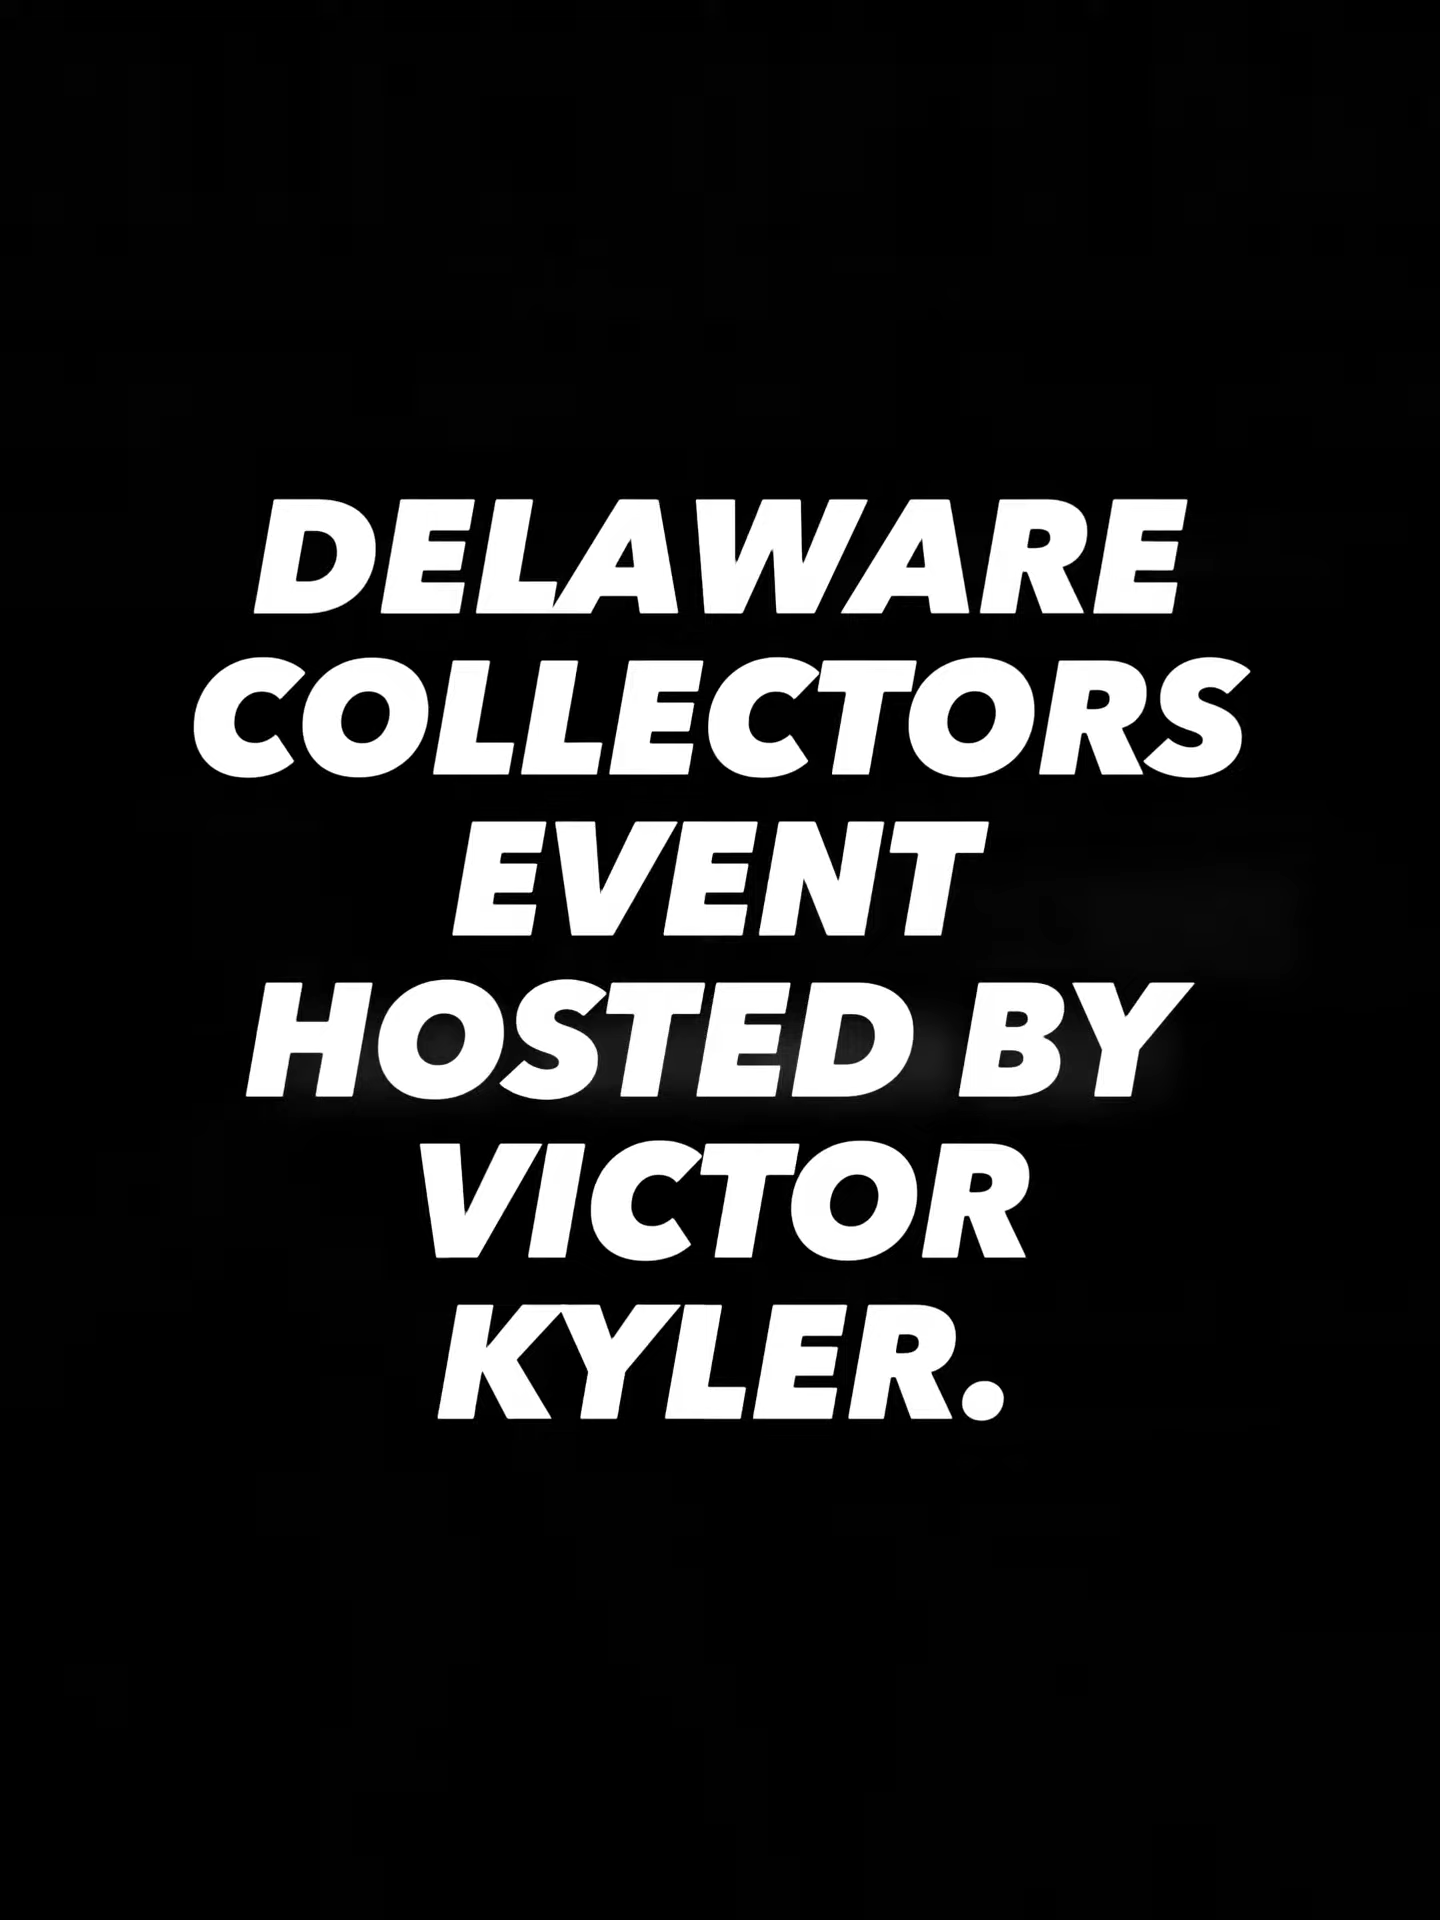 DELAWARE
COLLECTORS
EVENT
HOSTED BY
VICTOR
KYLER.